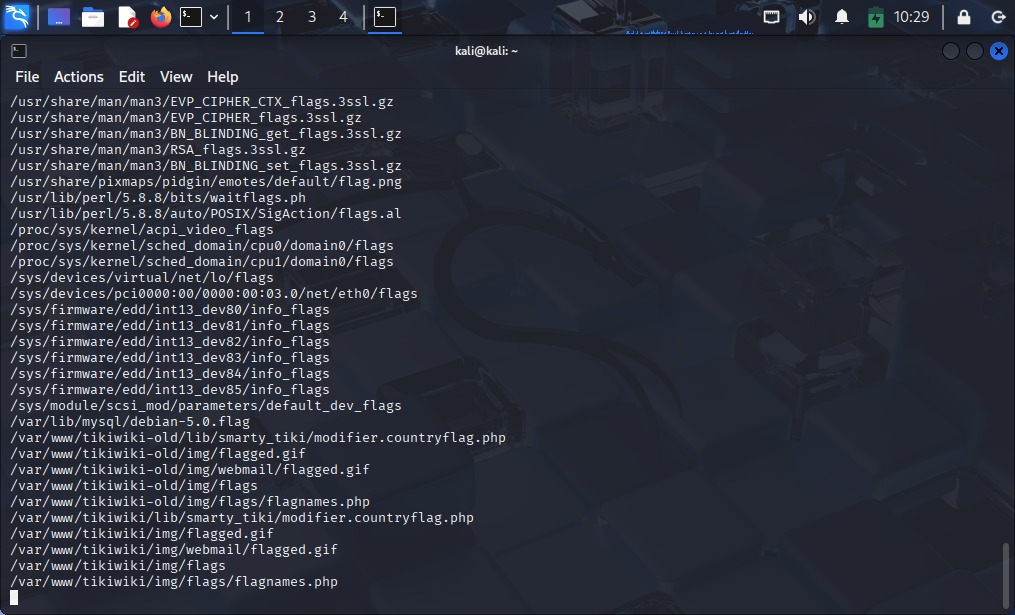 1 2 3 4 10:29
kali@kali: ~
File Actions Edit View Help
/usr/share/man/man3/EVP_CIPHER_CTX_flags.3ssl.gz
/usr/share/man/man3/EVP_CIPHER_flags.3ssl.gz
/usr/share/man/man3/BN_BLINDING_get_flags.3ssl.gz
/usr/share/man/man3/RSA_flags.3ssl.gz
/usr/share/man/man3/BN_BLINDING_set_flags.3ssl.gz
/usr/share/pixmaps/pidgin/emotes/default/flag.png
/usr/lib/perl/5.8.8/bits/waitflags.ph
/usr/lib/perl/5.8.8/auto/POSIX/SigAction/flags.al
/proc/sys/kernel/acpi_video_flags
/proc/sys/kernel/sched_domain/cpu0/domain0/flags
/proc/sys/kernel/sched_domain/cpu1/domain0/flags
/sys/devices/virtual/net/lo/flags
/sys/devices/pci0000:00/0000:00:03.0/net/eth0/flags
/sys/firmware/edd/int13_dev80/info_flags
/sys/firmware/edd/int13_dev81/info_flags
/sys/firmware/edd/int13_dev82/info_flags
/sys/firmware/edd/int13_dev83/info_flags
/sys/firmware/edd/int13_dev84/info_flags
/sys/firmware/edd/int13_dev85/info_flags
/sys/module/scsi_mod/parameters/default_dev_flags
/var/lib/mysql/debian-5.0.flag
/var/www/tikiwiki-old/lib/smarty_tiki/modifier.countryflag.php
/var/www/tikiwiki-old/img/flagged.gif
/var/www/tikiwiki-old/img/webmail/flagged.gif
/var/www/tikiwiki-old/img/flags
/var/www/tikiwiki-old/img/flags/flagnames.php
/var/www/tikiwiki/lib/smarty_tiki/modifier.countryflag.php
/var/www/tikiwiki/img/flagged.gif
/var/www/tikiwiki/img/webmail/flagged.gif
/var/www/tikiwiki/img/flags
/var/www/tikiwiki/img/flags/flagnames.php